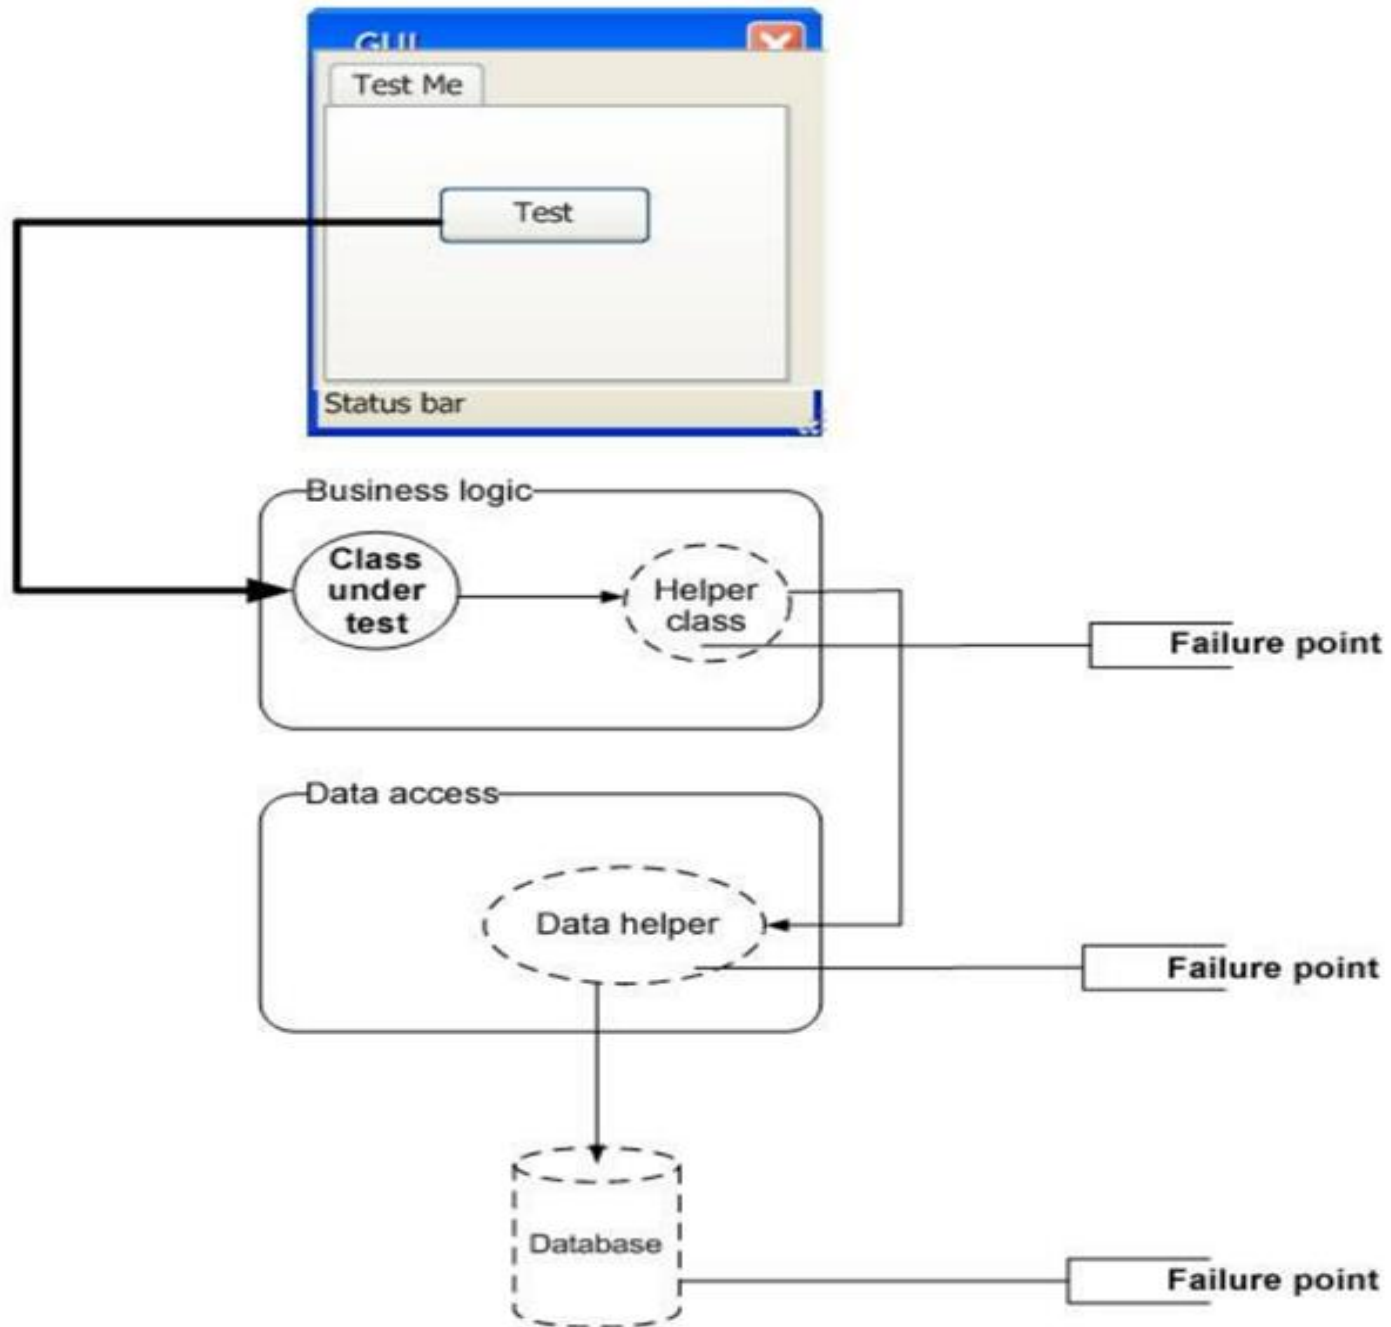 GUI
Test Me
Test
Status bar
Business logic
Class
under
test
Helper
class
Failure point
Data access
Data helper
Failure point
Database
Failure point